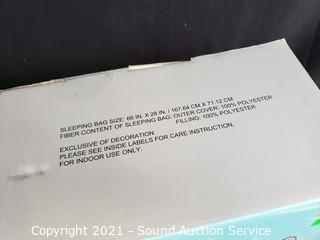 SLEEPING BAG SIZE: 66 IN. X 28 IN. / 167.64 CM X 71.12 CM
FIBER CONTENT OF SLEEPING BAG: OUTER COVER: 100% POLYESTER
FILLING: 100% POLYESTER
EXCLUSIVE OF DECORATION
PLEASE SEE INSIDE LABELS FOR CARE INSTRUCTION.
FOR INDOOR USE ONLY.
Copyright 2021 - Sound Auction Service